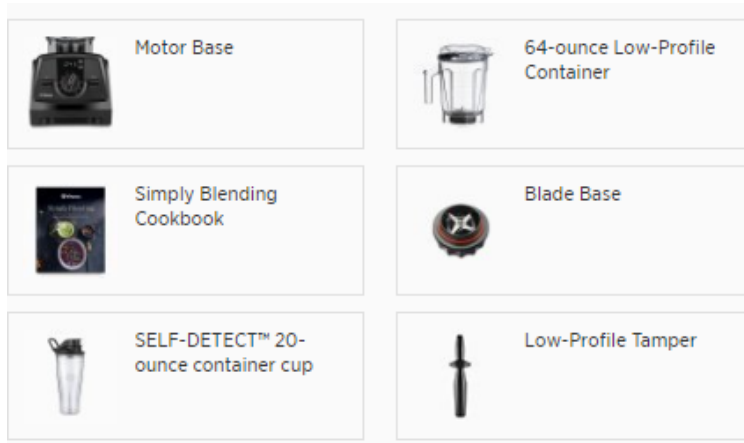 Motor Base
64-ounce Low-Profile
Container
Simply Blending
Cookbook
Blade Base
SELF-DETECT™ 20-
ounce container cup
Low-Profile Tamper